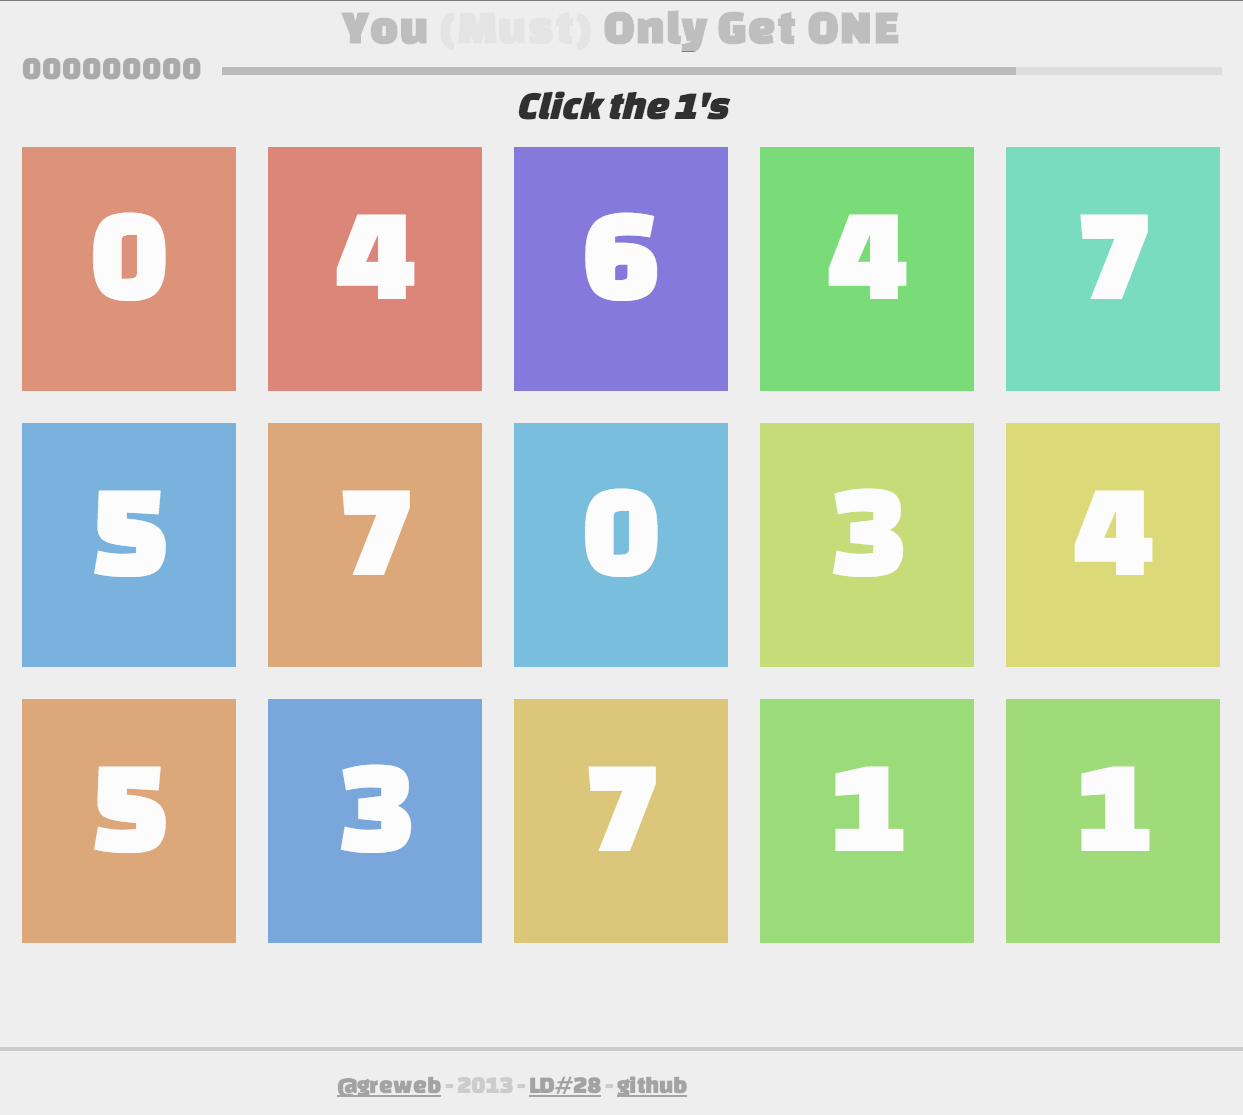 You (Must) Only Get ONE
000000000
Click the 1's
0 4 6 4 7
5 7 0 3 4
5 3 7 1 1
@greweb - 2013 - LD#28 - github